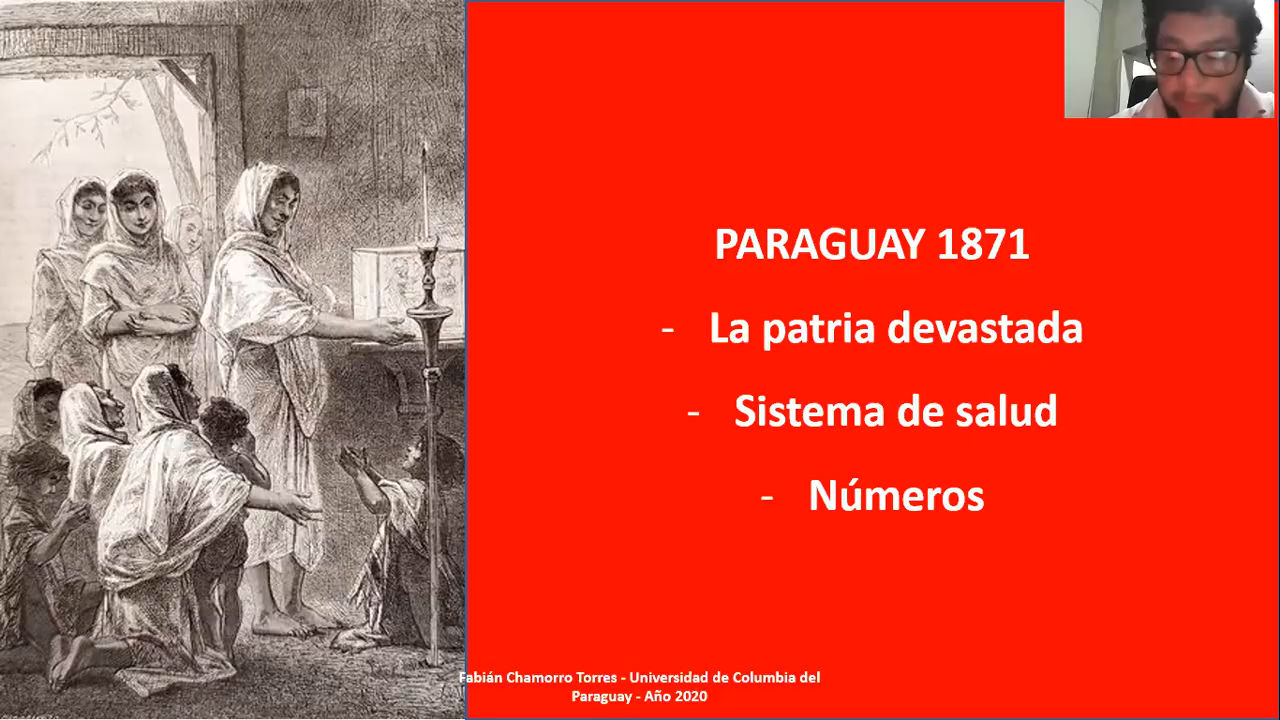 PARAGUAY 1871
- La patria devastada
- Sistema de salud
- Números
Fabián Chamorro Torres - Universidad de Columbia del
Paraguay - Año 2020